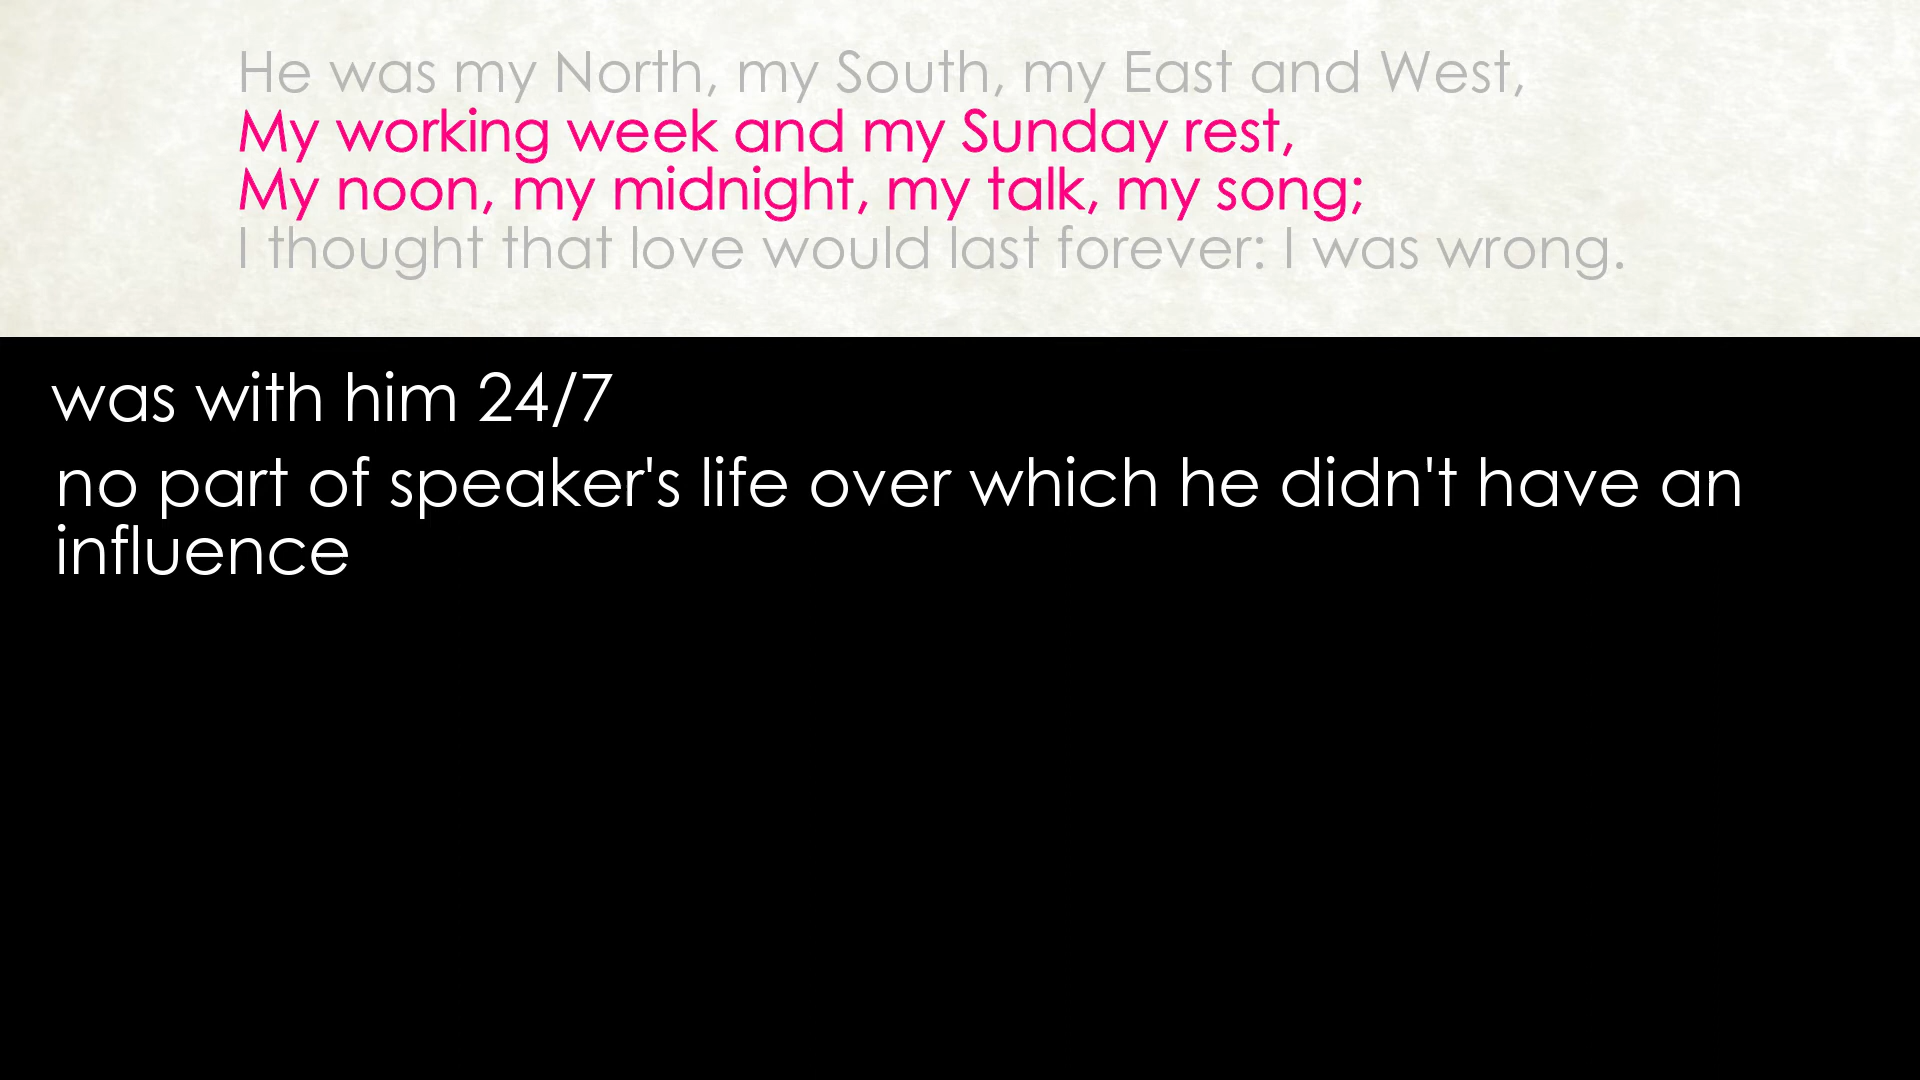 He was my North, my South, my East and West,
My working week and my Sunday rest,
My noon, my midnight, my talk, my song;
I thought that love would last forever: I was wrong.
was with him 24/7
no part of speaker's life over which he didn't have an
influence